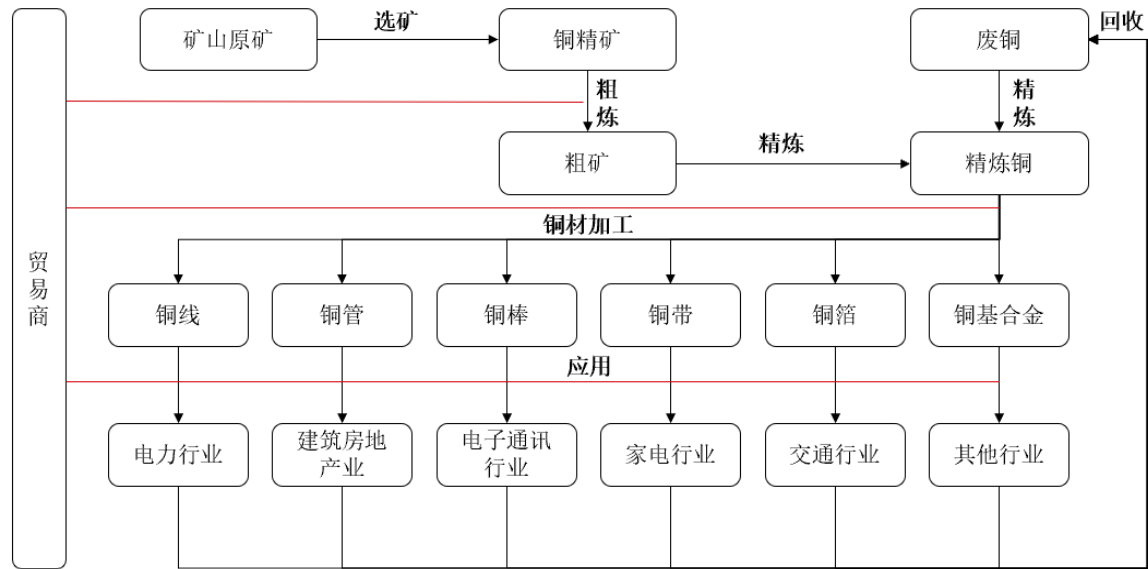 矿山原矿
选矿
铜精矿
废铜
回收
粗
炼
精
炼
粗矿
精炼
精炼铜
贸
易
商
铜材加工
铜线
铜管
铜棒
铜带
铜箔
铜基合金
应用
电力行业
建筑房地
产业
电子通讯
行业
家电行业
交通行业
其他行业